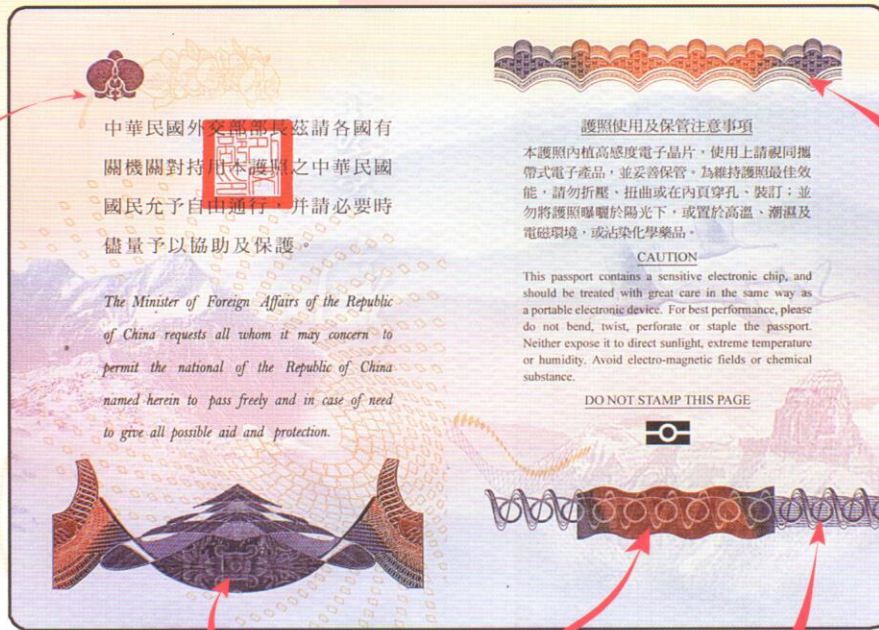 中華民國外交部部長茲請各國有
關機關對持用本護照之中華民國
國民允予自由通行，并請必要時
儘量予以協助及保護。
The Minister of Foreign Affairs of the Republic
of China requests all whom it may concern to
permit the national of the Republic of China
named herein to pass freely and in case of need
to give all possible aid and protection.
護照使用及保管注意事項
本護照內植高感度電子晶片，使用上請視同攜
帶式電子產品，並妥善保管。為維持護照最佳效
能，請勿折壓、扭曲或在內頁穿孔、裝訂；並
勿將護照曝曬於陽光下，或置於高溫、潮濕及
電磁環境，或沾染化學藥品。
CAUTION
This passport contains a sensitive electronic chip, and
should be treated with great care in the same way as
a portable electronic device. For best performance, please
do not bend, twist, perforate or staple the passport.
Neither expose it to direct sunlight, extreme temperature
or humidity. Avoid electro-magnetic fields or chemical
substance.
DO NOT STAMP THIS PAGE